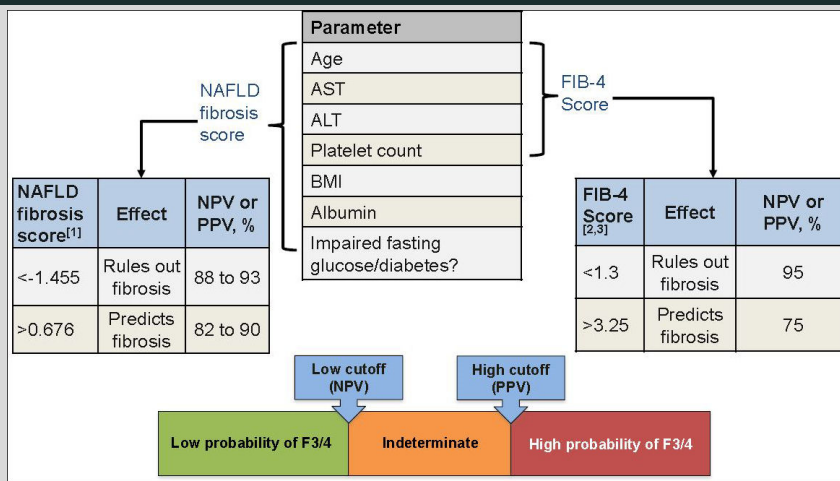 Parameter
Age
AST
ALT
Platelet count
BMI
Albumin
Impaired fasting
glucose/diabetes?
NAFLD
fibrosis
score
FIB-4
Score
NAFLD
fibrosis
score[1]
Effect
NPV or
PPV, %
<-1.455
Rules out
fibrosis
88 to 93
>0.676
Predicts
fibrosis
82 to 90
FIB-4
Score
[2,3]
Effect
NPV or
PPV, %
<1.3
Rules out
fibrosis
95
>3.25
Predicts
fibrosis
75
Low cutoff
(NPV)
High cutoff
(PPV)
Low probability of F3/4
Indeterminate
High probability of F3/4